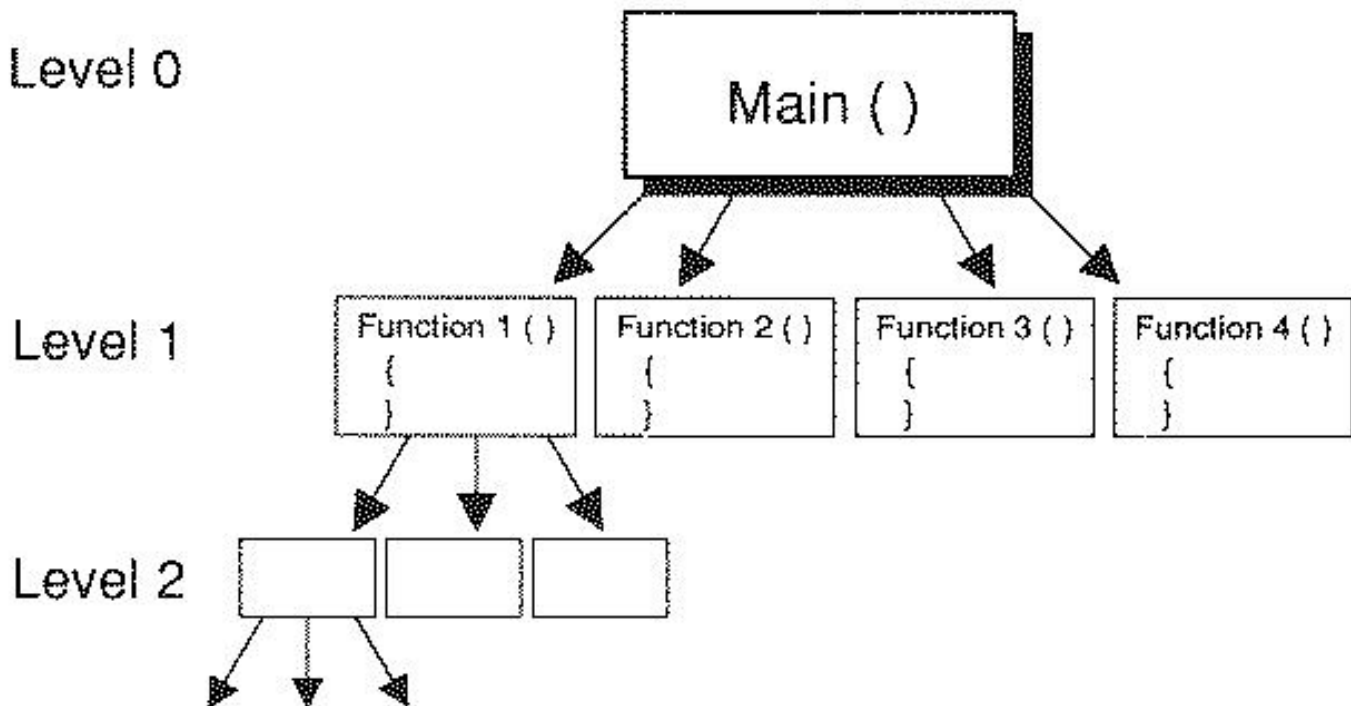 Level 0
Main ( )
Level 1
Function 1 ( )
{
}
Function 2 ( )
{
}
Function 3 ( )
{
}
Function 4 ( )
{
}
Level 2